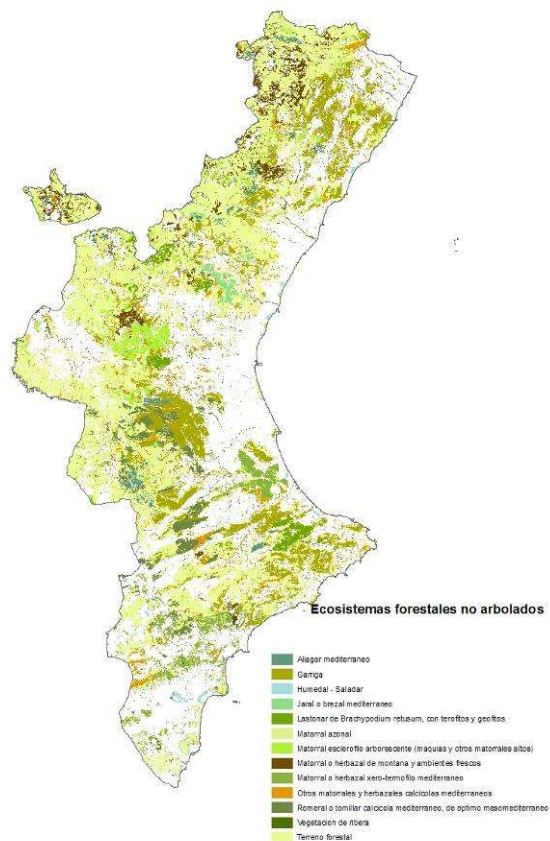 Ecosistemas forestales no arbolados
Aliagar mediterraneo
Garriga
Humedal - Saladar
Jaral o brezal mediterraneo
Lastonar de Brachypodium retusum, con terofitos y geofitos
Matorral azonal
Matorral esclerofilo arborescente (maquias y otros matorrales altos)
Matorral o herbazal de montana y ambientes frescos
Matorral o herbazal xero-termofilo mediterraneo
Otros matorrales y herbazales calcicolas mediterraneos
Romeral o tomillar calcicola mediterraneo, de optimo mesomediterraneo
Vegetacion de ribera
Terreno forestal